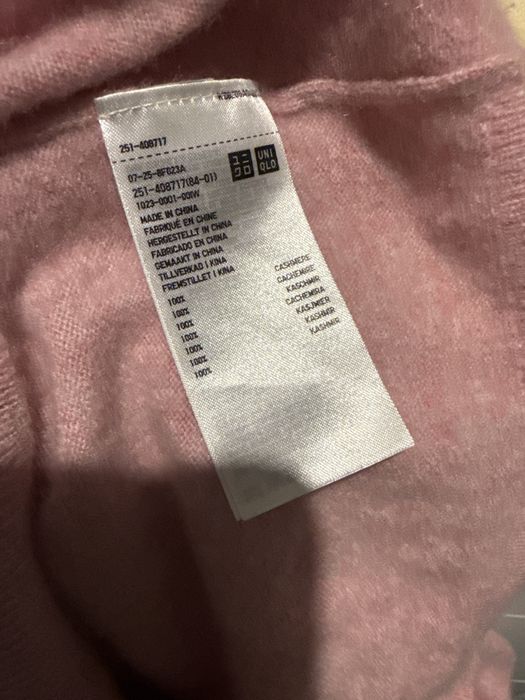 251-408717
UNI
QLO
07-25-8F023A
251-408717(84-01)
1023-0001-00IW
MADE IN CHINA
FABRIQUÉ EN CHINE
HERGESTELLT IN CHINA
FABRICADO EN CHINA
GEMAAKT IN CHINA
TILLVERKAD I KINA
FREMSTILLET I KINA
100% CASHMERE
100% CACHEMIRE
100% KASCHMIR
100% CACHEMIRA
100% KASJMIER
100% KASHMIR
100% KASHMIR